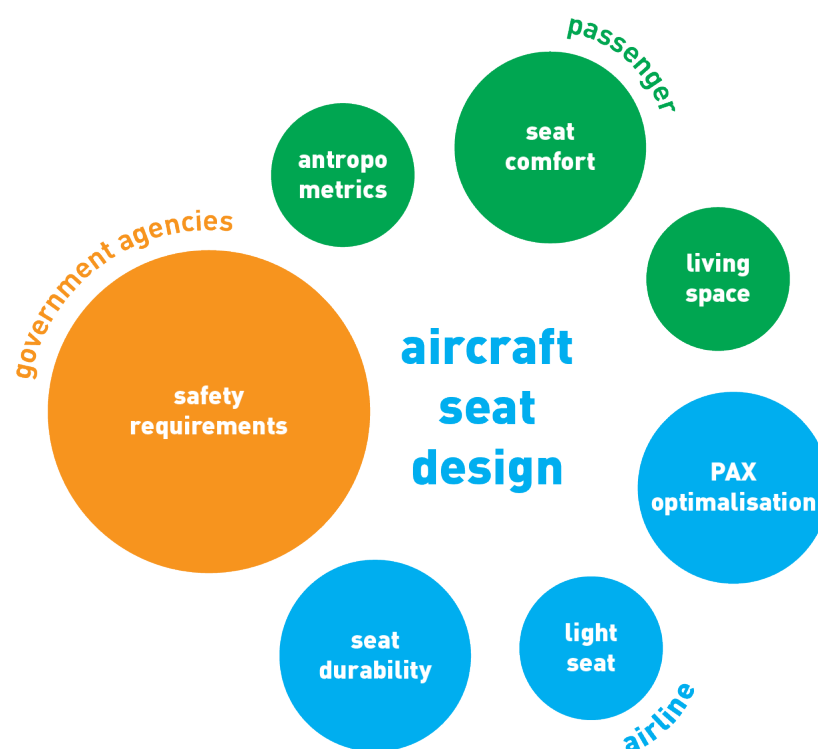 passenger
seat
comfort
antropo
metrics
government agencies
living
space
aircraft
seat
design
safety
requirements
PAX
optimalisation
seat
durability
light
seat
airline